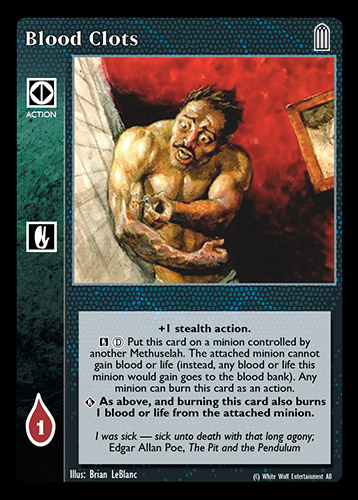 Blood Clots
ACTION
+1 stealth action.
D Put this card on a minion controlled by
another Methuselah. The attached minion cannot
gain blood or life (instead, any blood or life this
minion would gain goes to the blood bank). Any
minion can burn this card as an action.
As above, and burning this card also burns
1 blood or life from the attached minion.
1
I was sick — sick unto death with that long agony;
Edgar Allan Poe, The Pit and the Pendulum
Illus: Brian LeBlanc
(C) White Wolf Entertainment AB